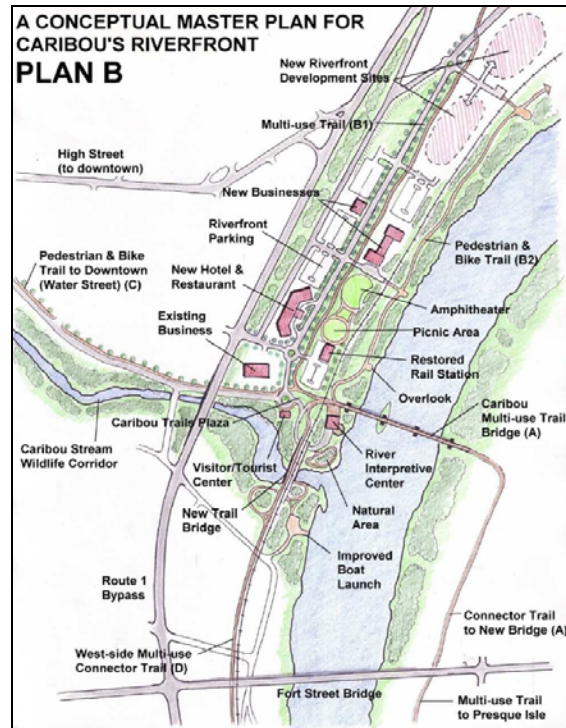 A CONCEPTUAL MASTER PLAN FOR
CARIBOU'S RIVERFRONT
PLAN B
New Riverfront
Development Sites
Multi-use Trail (B1)
High Street
(to downtown)
New Businesses
Riverfront
Parking
Pedestrian &
Bike Trail (B2)
Pedestrian & Bike
Trail to Downtown
(Water Street) (C)
New Hotel &
Restaurant
Amphitheater
Existing
Business
Picnic Area
Restored
Rail Station
Overlook
Caribou
Multi-use Trail
Bridge (A)
Caribou Trails Plaza
Caribou Stream
Wildlife Corridor
Visitor/Tourist
Center
River
Interpretive
Center
New Trail
Bridge
Natural
Area
Improved
Boat
Launch
Route 1
Bypass
Connector Trail
to New Bridge (A)
West-side Multi-use
Connector Trail (D)
Fort Street Bridge
Multi-use Trail
to Presque Isle